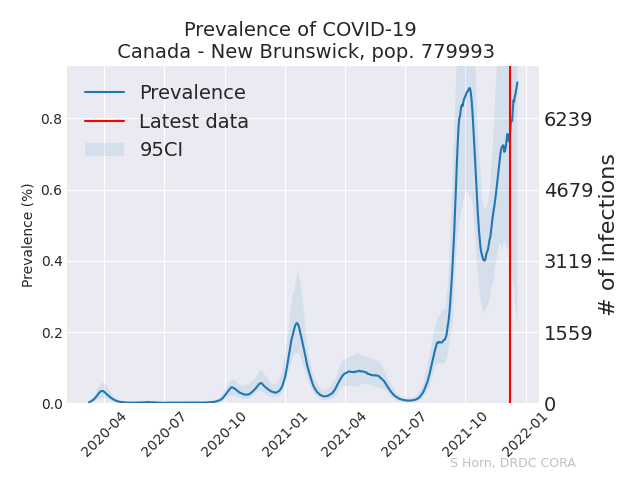 Prevalence of COVID-19
Canada - New Brunswick, pop. 779993
Prevalence
Latest data
95CI
Prevalence (%)
0.8
0.6
0.4
0.2
0.0
6239
4679
3119
1559
0
# of infections
2020-04
2020-07
2020-10
2021-01
2021-04
2021-07
2021-10
2022-01
S Horn, DRDC CORA